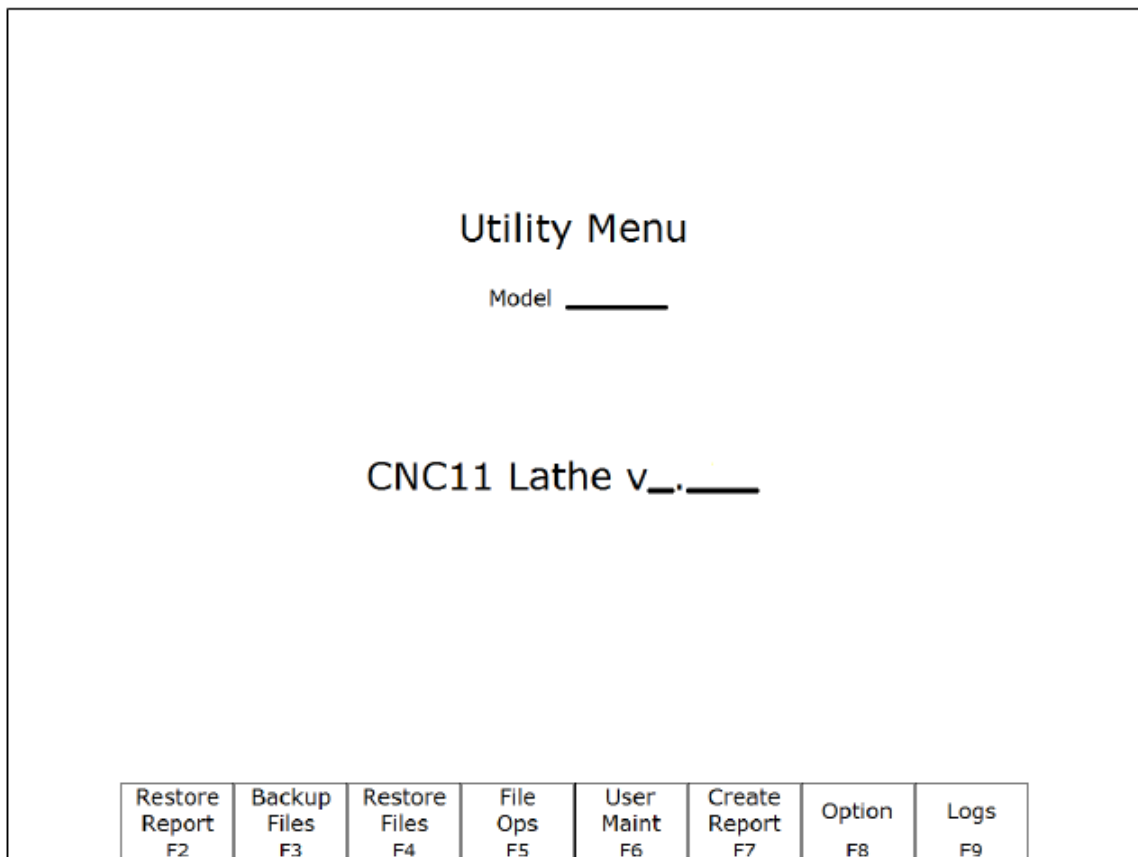 Utility Menu
Model ______
CNC11 Lathe v_.___
Restore Report F2
Backup Files F3
Restore Files F4
File Ops F5
User Maint F6
Create Report F7
Option F8
Logs F9